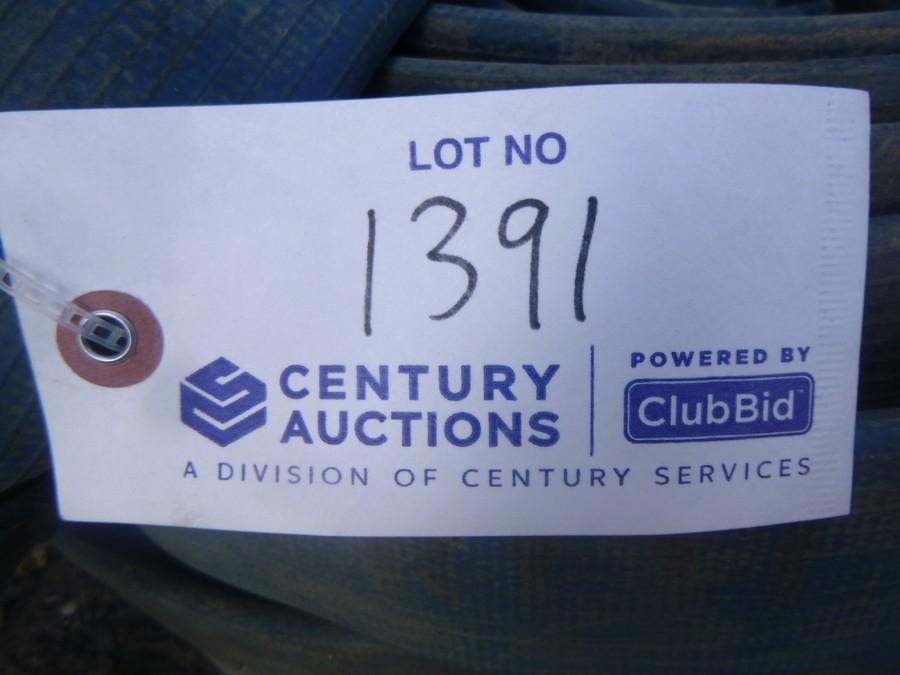 LOT NO
1391
CENTURY AUCTIONS
A DIVISION OF CENTURY SERVICES
POWERED BY
ClubBid